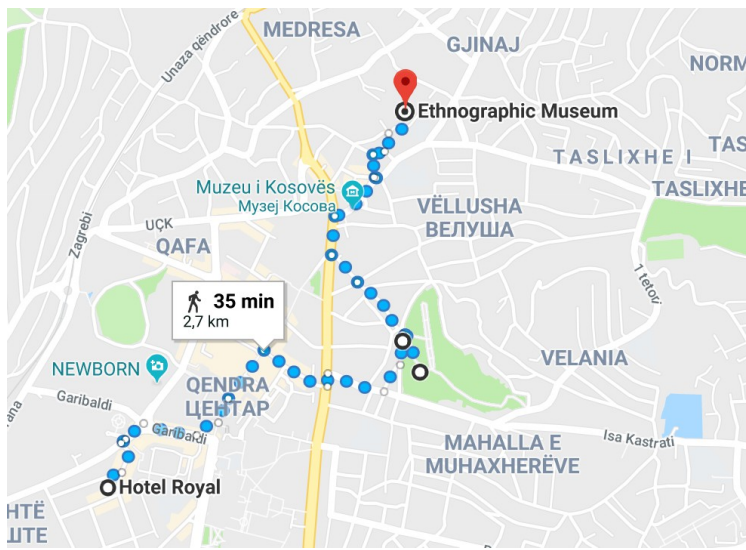 MEDRESA
GJINAJ
Unaza qëndrore
NORM
Ethnographic Museum
TASLIXHE I
TAS
TASLIXHE
Muzeu i Kosovës
Музеј Косова
VËLLUSHA
ВЕЛУША
UÇK
QAFA
Zagrebi
1 tetori
35 min
2,7 km
NEWBORN
VELANIA
QENDRA
ЦЕНТАР
Garibaldi
Garibaldi
Isa Kastrati
MAHALLA E
MUHAXHERËVE
Hotel Royal
HTË
ШТЕ